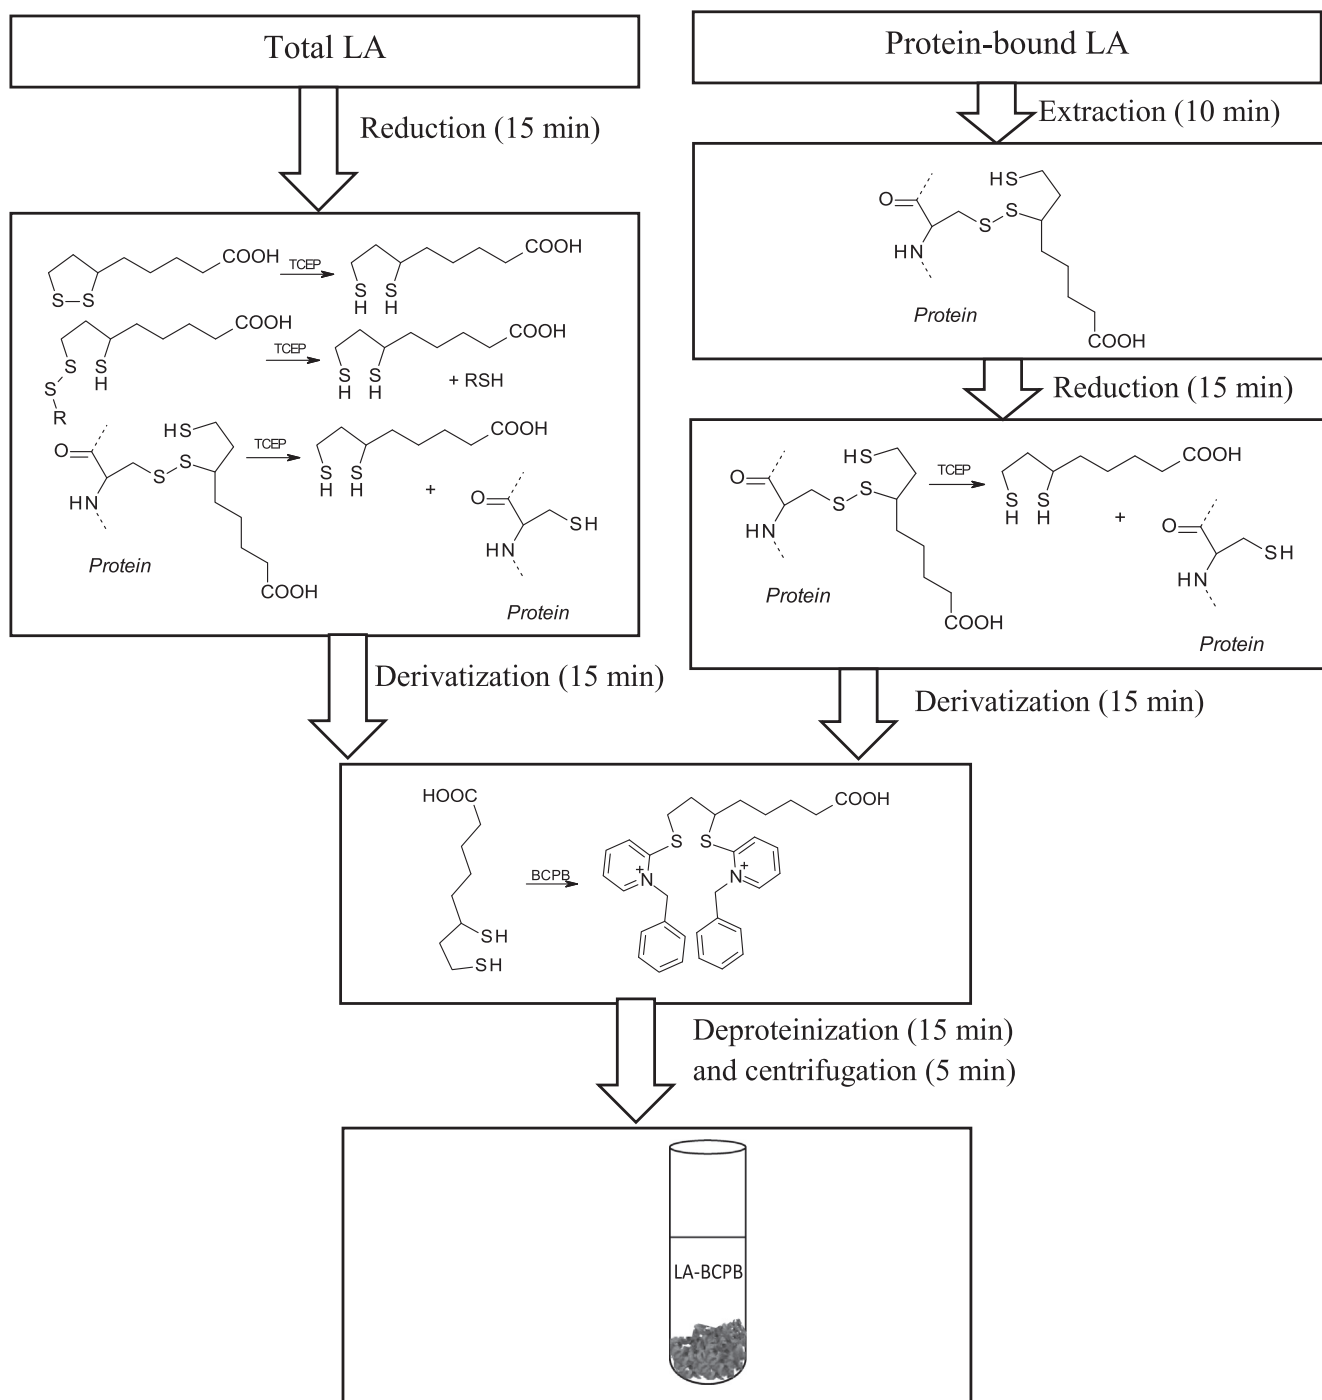 Total LA
Protein-bound LA
Reduction (15 min)
Extraction (10 min)
COOH
TCEP
COOH
S S
S H
S H
COOH
TCEP
COOH
S
S H
S
R
S H
S H
+ RSH
HS
O
S S
HN
Protein
COOH
TCEP
COOH
SH
SH
+
O
SH
HN
Protein
HS
O
S S
HN
Protein
COOH
Reduction (15 min)
HS
O
S S
HN
Protein
COOH
TCEP
COOH
S H
S H
+
O
SH
HN
Protein
Derivatization (15 min)
Derivatization (15 min)
HOOC
SH
SH
BCPB
COOH
S S
N+
N+
Deproteinization (15 min)
and centrifugation (5 min)
LA-BCPB